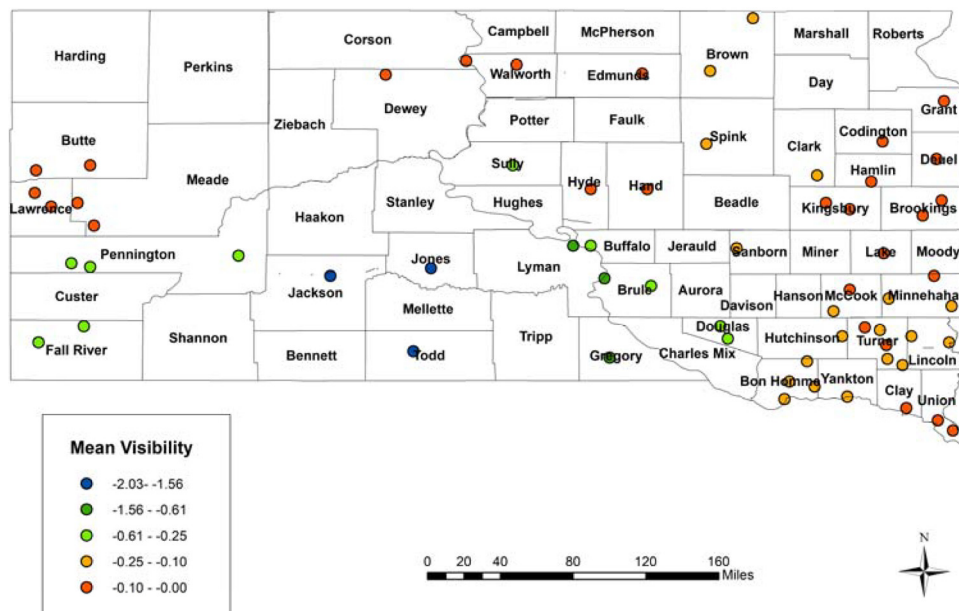 Campbell
McPherson
Marshall
Roberts
Harding
Perkins
Corson
Brown
Walworth
Edmunds
Day
Dewey
Grant
Ziebach
Potter
Faulk
Butte
Spink
Clark
Codington
Deuel
Sully
Hamlin
Meade
Hyde
Hand
Lawrence
Haakon
Stanley
Hughes
Beadle
Kingsbury
Brookings
Pennington
Jones
Lyman
Buffalo
Jerauld
Sanborn
Miner
Lake
Moody
Custer
Jackson
Mellette
Brule
Aurora
Davison
Hanson
McCook
Minnehaha
Shannon
Fall River
Bennett
Todd
Tripp
Gregory
Douglas
Charles Mix
Hutchinson
Turner
Lincoln
Bon Homme
Yankton
Clay
Union
Mean Visibility
-2.03- -1.56
-1.56 - -0.61
-0.61 - -0.25
-0.25 - -0.10
-0.10 - -0.00
N
0 20 40 80 120 160
Miles